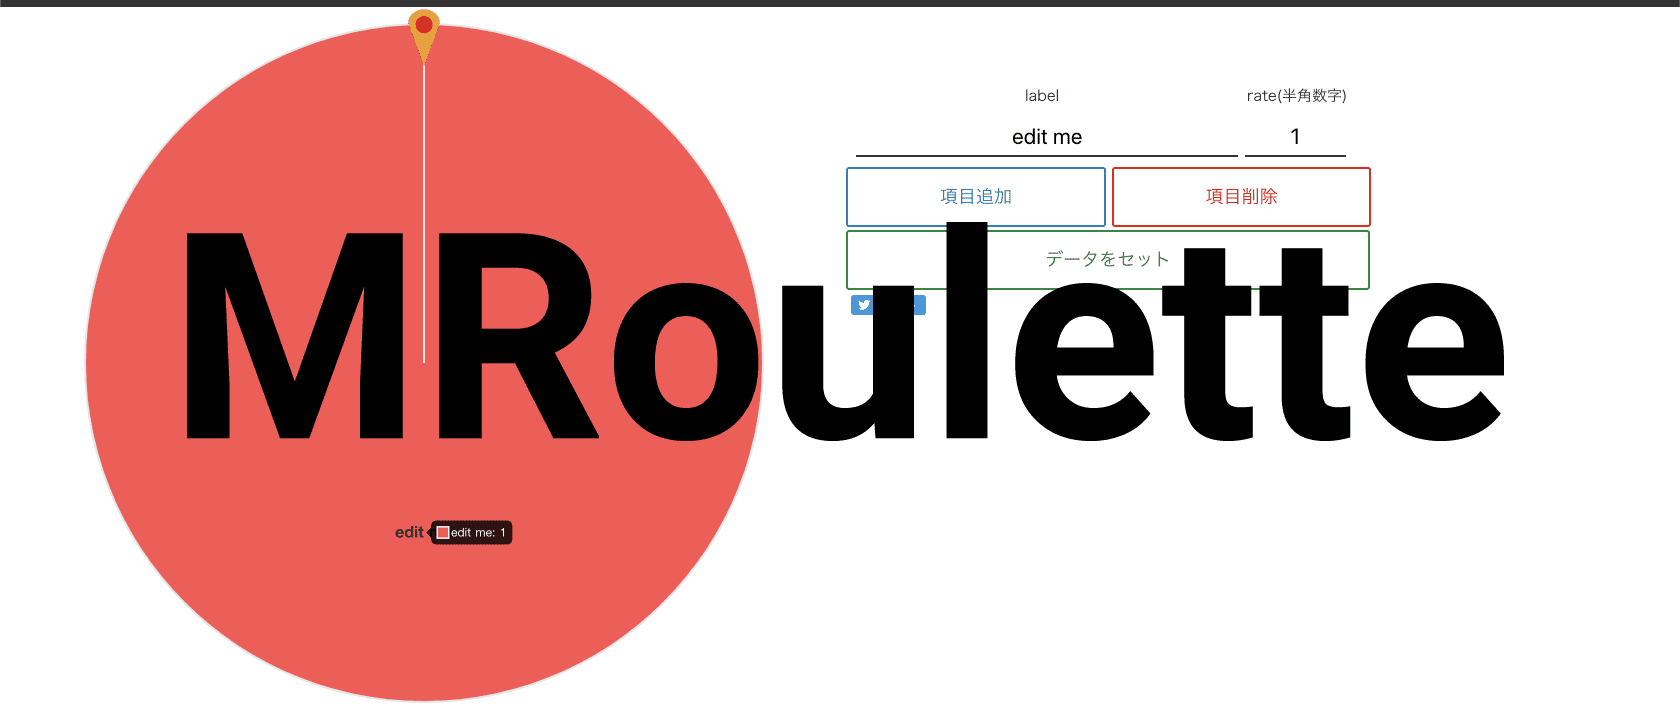 label rate(半角数字)
edit me 1
項目追加 項目削除
データをセット
MRoulette
edit edit me: 1